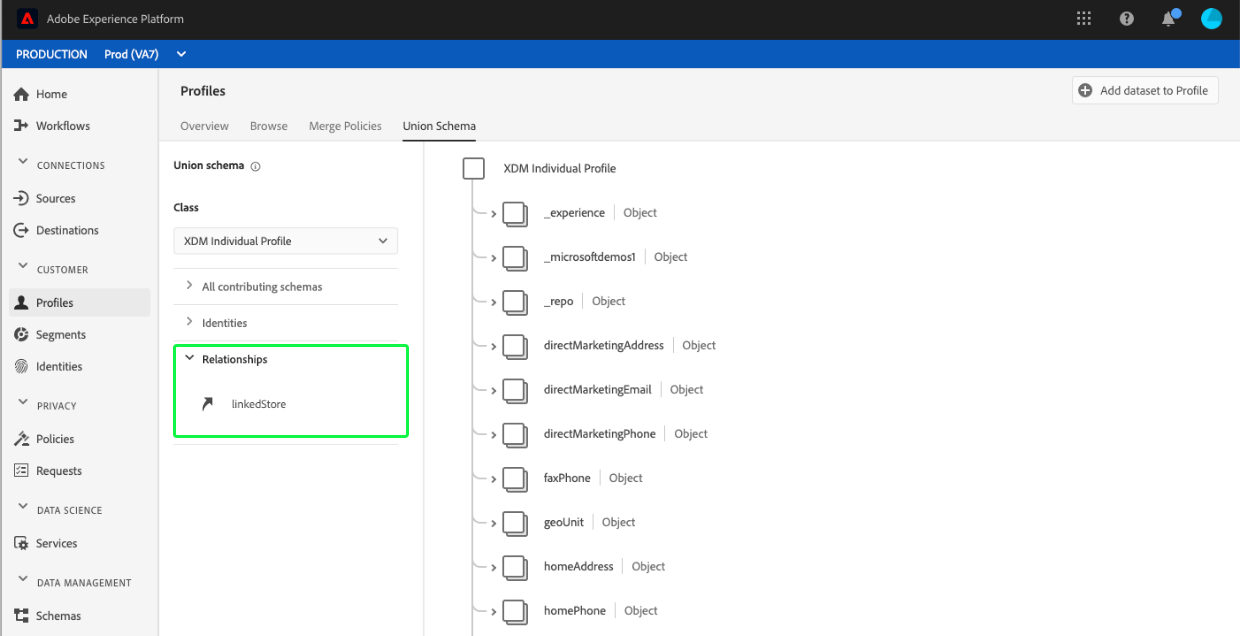 Adobe Experience Platform
PRODUCTION Prod (VA7)
Home
Workflows
CONNECTIONS
Sources
Destinations
CUSTOMER
Profiles
Segments
Identities
PRIVACY
Policies
Requests
DATA SCIENCE
Services
DATA MANAGEMENT
Schemas
Profiles
Add dataset to Profile
Overview Browse Merge Policies Union Schema
Union schema
Class
XDM Individual Profile
All contributing schemas
Identities
Relationships
linkedStore
XDM Individual Profile
_experience Object
_microsoftdemos1 Object
_repo Object
directMarketingAddress Object
directMarketingEmail Object
directMarketingPhone Object
faxPhone Object
geoUnit Object
homeAddress Object
homePhone Object